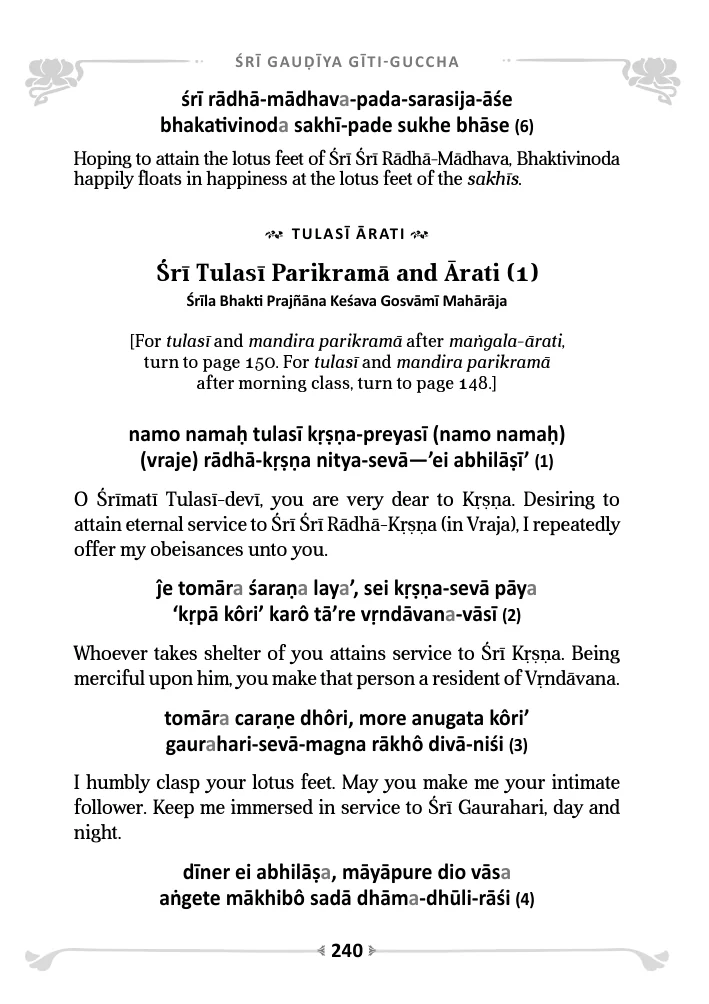 ŚRĪ GAUḌĪYA GĪTI-GUCCHA
śrī rādhā-mādhava-pada-sarasija-āśe
bhakativinoda sakhī-pade sukhe bhāse (6)
Hoping to attain the lotus feet of Śrī Śrī Rādhā-Mādhava, Bhaktivinoda
happily floats in happiness at the lotus feet of the sakhīs.
TULASĪ ĀRATI
Śrī Tulasī Parikramā and Ārati (1)
Śrīla Bhakti Prajñāna Keśava Gosvāmī Mahārāja
[For tulasī and mandira parikramā after maṅgala-ārati,
turn to page 150. For tulasī and mandira parikramā
after morning class, turn to page 148.]
namo namaḥ tulasī kṛṣṇa-preyasī (namo namaḥ)
(vraje) rādhā-kṛṣṇa nitya-sevā—’ei abhilāṣī’ (1)
O Śrīmatī Tulasī-devī, you are very dear to Kṛṣṇa. Desiring to
attain eternal service to Śrī Śrī Rādhā-Kṛṣṇa (in Vraja), I repeatedly
offer my obeisances unto you.
ĵe tomāra śaraṇa laya’, sei kṛṣṇa-sevā pāya
‘kṛpā kôri’ karô tā’re vṛndāvana-vāsī (2)
Whoever takes shelter of you attains service to Śrī Kṛṣṇa. Being
merciful upon him, you make that person a resident of Vṛndāvana.
tomāra caraṇe dhôri, more anugata kôri’
gaurahari-sevā-magna rākhô divā-niśi (3)
I humbly clasp your lotus feet. May you make me your intimate
follower. Keep me immersed in service to Śrī Gaurahari, day and
night.
dīner ei abhilāṣa, māyāpure dio vāsa
aṅgete mākhibô sadā dhāma-dhūli-rāśi (4)
240